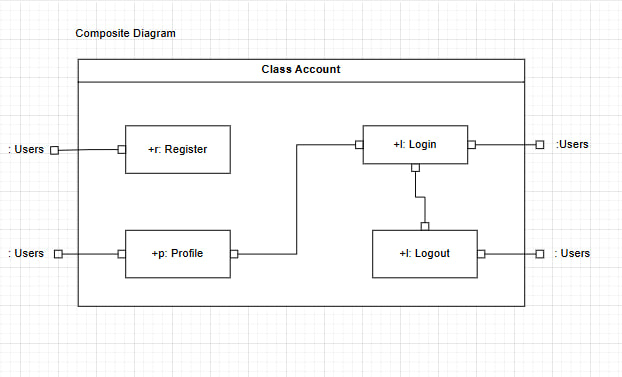 Composite Diagram
Class Account
: Users
+r: Register
+l: Login
:Users
: Users
+p: Profile
+l: Logout
: Users